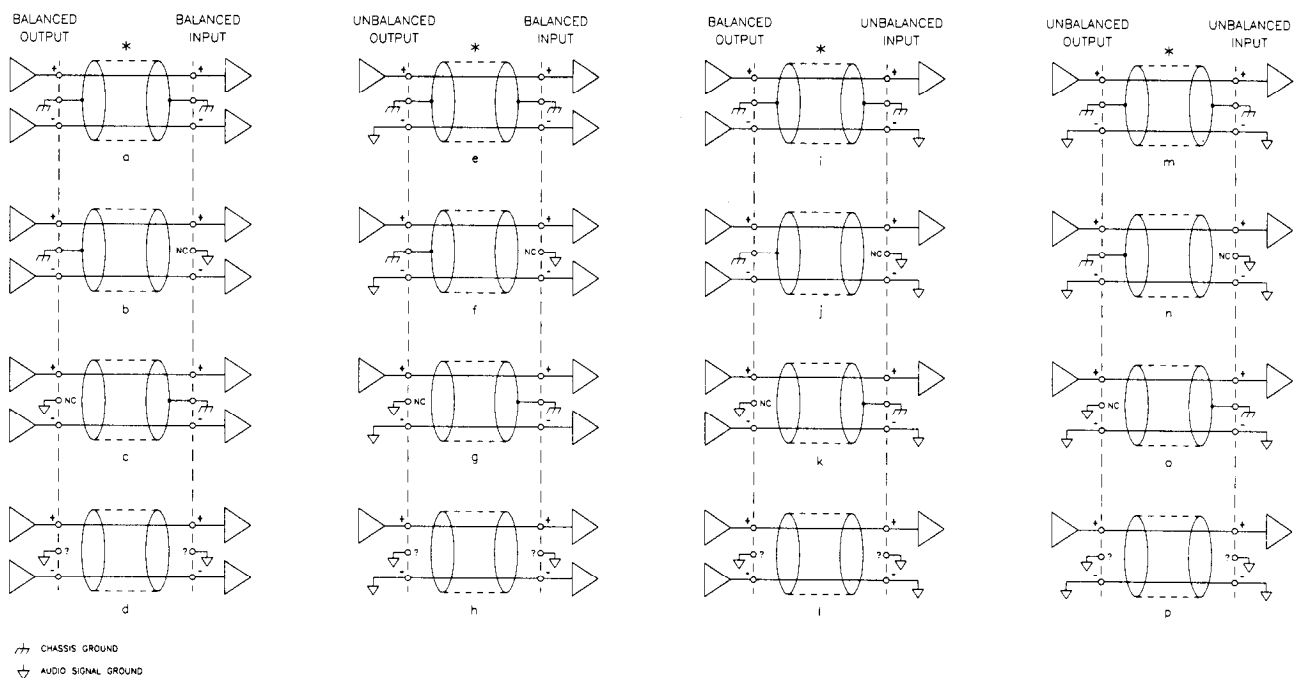 BALANCED OUTPUT
BALANCED INPUT
*
+ +
- -
a
+ +
NC
- -
b
+ +
NC
- -
c
+ +
? ?
- -
d
UNBALANCED OUTPUT
BALANCED INPUT
*
+ +
- -
e
+ +
NC
- -
f
+ +
NC
- -
g
+ +
? ?
- -
h
BALANCED OUTPUT
UNBALANCED INPUT
*
+ +
- -
i
+ +
NC
- -
j
+ +
NC
- -
k
+ +
? ?
- -
l
UNBALANCED OUTPUT
UNBALANCED INPUT
*
+ +
- -
m
+ +
NC
- -
n
+ +
NC
- -
o
+ +
? ?
- -
p
CHASSIS GROUND
AUDIO SIGNAL GROUND